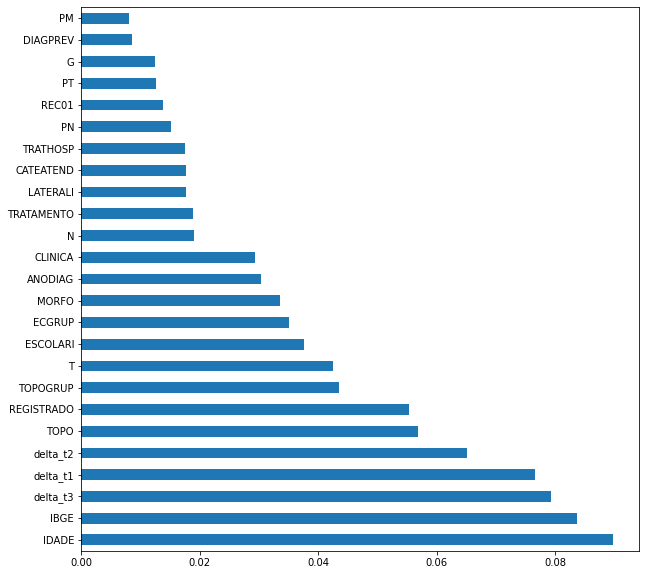 PM
DIAGPREV
G
PT
REC01
PN
TRATHOSP
CATEATEND
LATERALI
TRATAMENTO
N
CLINICA
ANODIAG
MORFO
ECGRUP
ESCOLARI
T
TOPOGRUP
REGISTRADO
TOPO
delta_t2
delta_t1
delta_t3
IBGE
IDADE
0.00 0.02 0.04 0.06 0.08